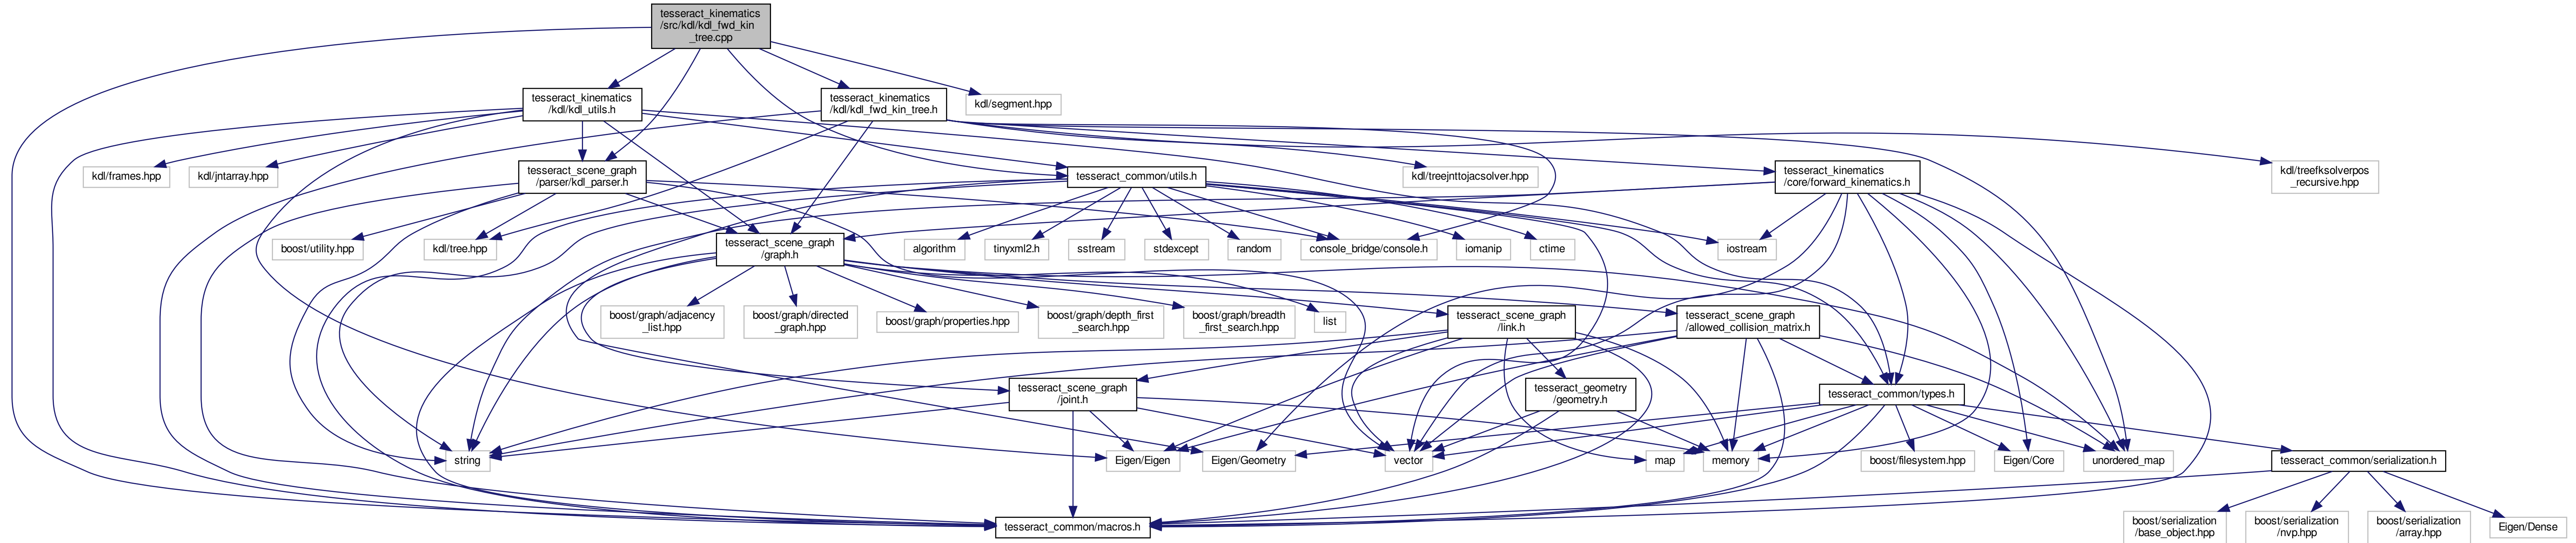 tesseract_kinematics
/src/kdl/kdl_fwd_kin
_tree.cpp
tesseract_kinematics
/kdl/kdl_utils.h
tesseract_kinematics
/kdl/kdl_fwd_kin_tree.h
kdl/segment.hpp
kdl/frames.hpp
kdl/jntarray.hpp
tesseract_scene_graph
/parser/kdl_parser.h
tesseract_common/utils.h
kdl/treejnttojacsolver.hpp
tesseract_kinematics
/core/forward_kinematics.h
kdl/treefksolverpos
_recursive.hpp
boost/utility.hpp
kdl/tree.hpp
tesseract_scene_graph
/graph.h
algorithm
tinyxml2.h
sstream
stdexcept
random
console_bridge/console.h
iomanip
ctime
iostream
boost/graph/adjacency
_list.hpp
boost/graph/directed
_graph.hpp
boost/graph/properties.hpp
boost/graph/depth_first
_search.hpp
boost/graph/breadth
_first_search.hpp
list
tesseract_scene_graph
/link.h
tesseract_scene_graph
/allowed_collision_matrix.h
tesseract_scene_graph
/joint.h
tesseract_geometry
/geometry.h
tesseract_common/types.h
string
Eigen/Eigen
Eigen/Geometry
vector
map
memory
boost/filesystem.hpp
Eigen/Core
unordered_map
tesseract_common/serialization.h
tesseract_common/macros.h
boost/serialization
/base_object.hpp
boost/serialization
/nvp.hpp
boost/serialization
/array.hpp
Eigen/Dense